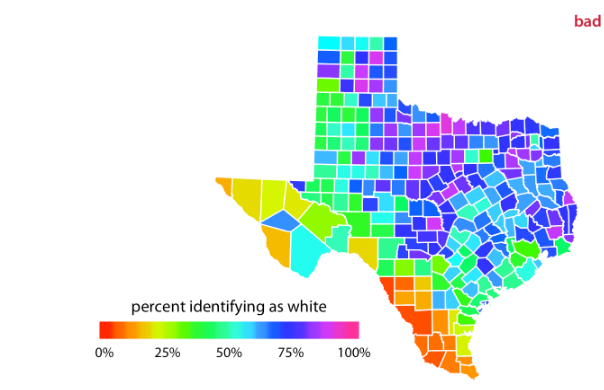 bad
percent identifying as white
0% 25% 50% 75% 100%